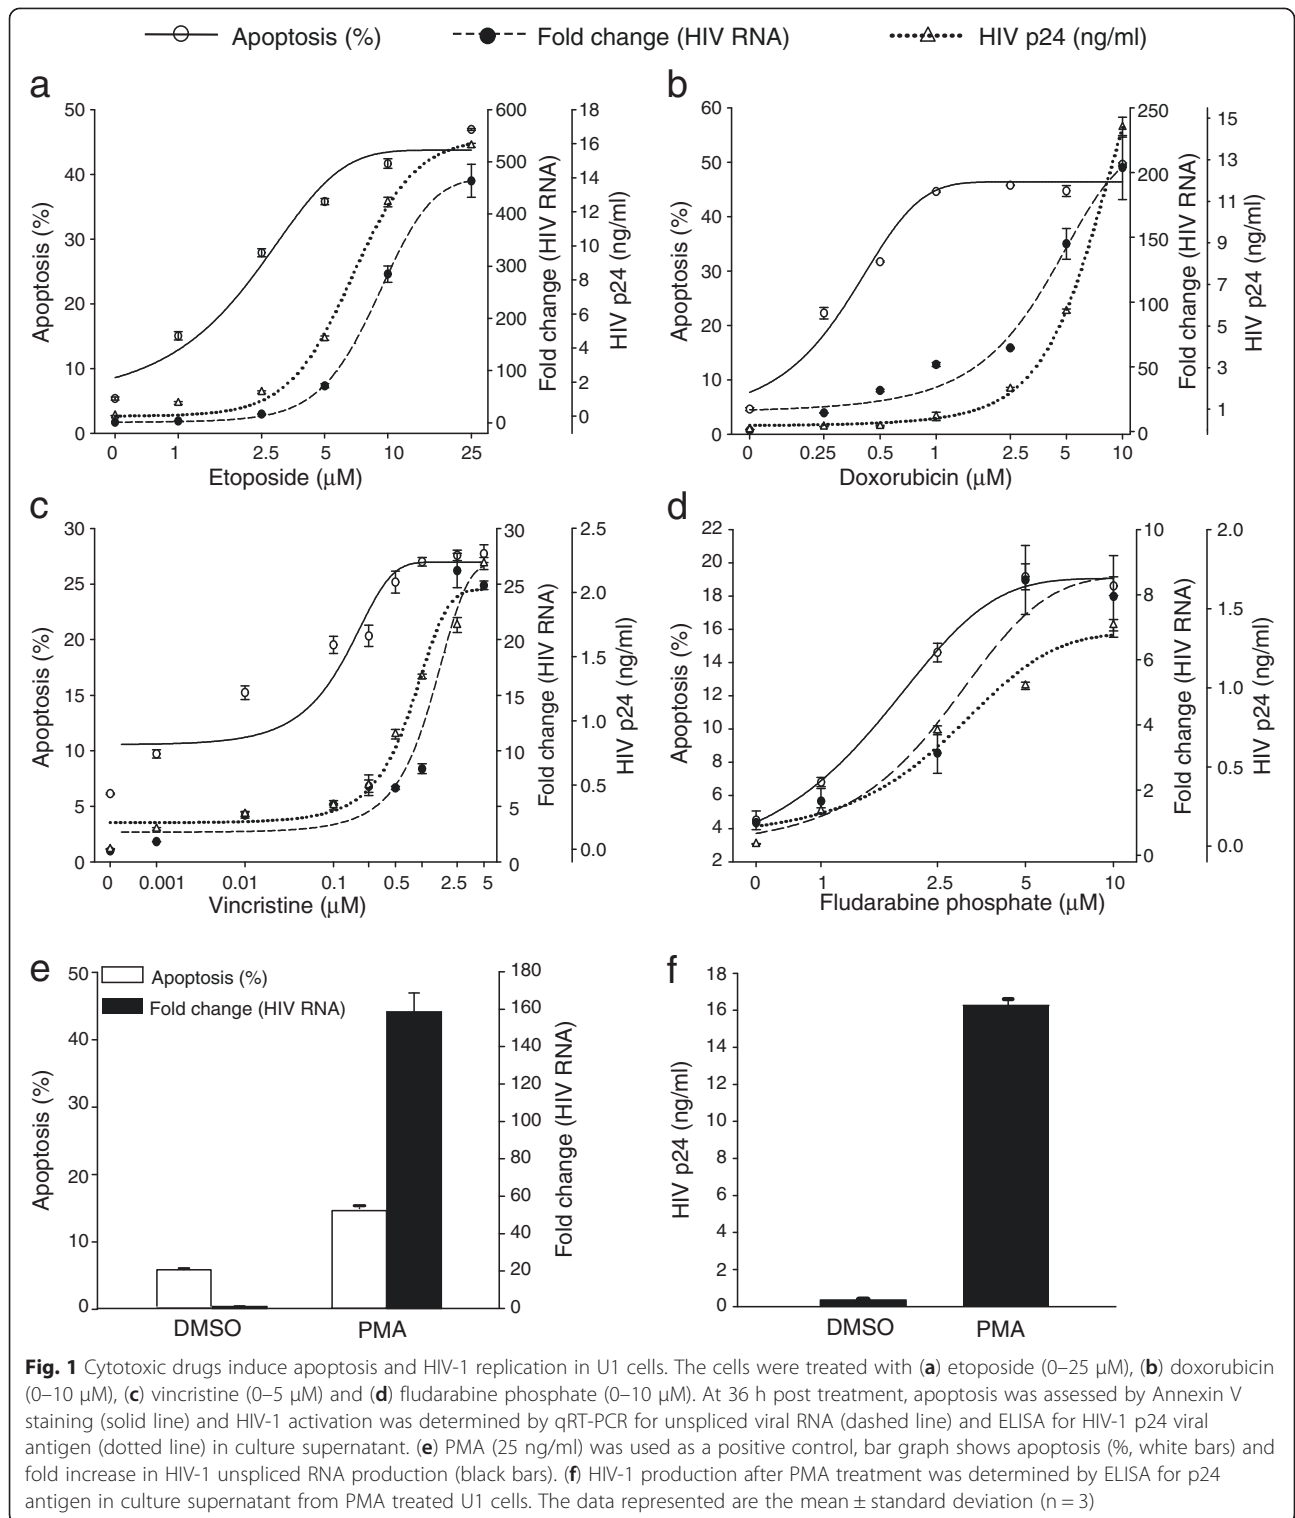 Apoptosis (%) Fold change (HIV RNA) HIV p24 (ng/ml)
a
50
40
30
20
10
0
Apoptosis (%)
600
500
400
300
200
100
0
Fold change (HIV RNA)
18
16
14
12
10
8
6
4
2
0
HIV p24 (ng/ml)
0 1 2.5 5 10 25
Etoposide (μM)
b
60
50
40
30
20
10
0
Apoptosis (%)
250
200
150
100
50
0
Fold change (HIV RNA)
15
13
11
9
7
5
3
1
HIV p24 (ng/ml)
0 0.25 0.5 1 2.5 5 10
Doxorubicin (μM)
c
30
25
20
15
10
5
0
Apoptosis (%)
30
25
20
15
10
5
0
Fold change (HIV RNA)
2.5
2.0
1.5
1.0
0.5
0.0
HIV p24 (ng/ml)
0 0.001 0.01 0.1 0.5 2.5 5
Vincristine (μM)
d
22
20
18
16
14
12
10
8
6
4
2
Apoptosis (%)
10
8
6
4
2
0
Fold change (HIV RNA)
2.0
1.5
1.0
0.5
0.0
HIV p24 (ng/ml)
0 1 2.5 5 10
Fludarabine phosphate (μM)
e
Apoptosis (%)
Fold change (HIV RNA)
50
40
30
20
10
0
Apoptosis (%)
180
160
140
120
100
80
60
40
20
0
Fold change (HIV RNA)
DMSO PMA
f
18
16
14
12
10
8
6
4
2
0
HIV p24 (ng/ml)
DMSO PMA
Fig. 1 Cytotoxic drugs induce apoptosis and HIV-1 replication in U1 cells. The cells were treated with (a) etoposide (0–25 μM), (b) doxorubicin
(0–10 μM), (c) vincristine (0–5 μM) and (d) fludarabine phosphate (0–10 μM). At 36 h post treatment, apoptosis was assessed by Annexin V
staining (solid line) and HIV-1 activation was determined by qRT-PCR for unspliced viral RNA (dashed line) and ELISA for HIV-1 p24 viral
antigen (dotted line) in culture supernatant. (e) PMA (25 ng/ml) was used as a positive control, bar graph shows apoptosis (%, white bars) and
fold increase in HIV-1 unspliced RNA production (black bars). (f) HIV-1 production after PMA treatment was determined by ELISA for p24
antigen in culture supernatant from PMA treated U1 cells. The data represented are the mean ± standard deviation (n = 3)